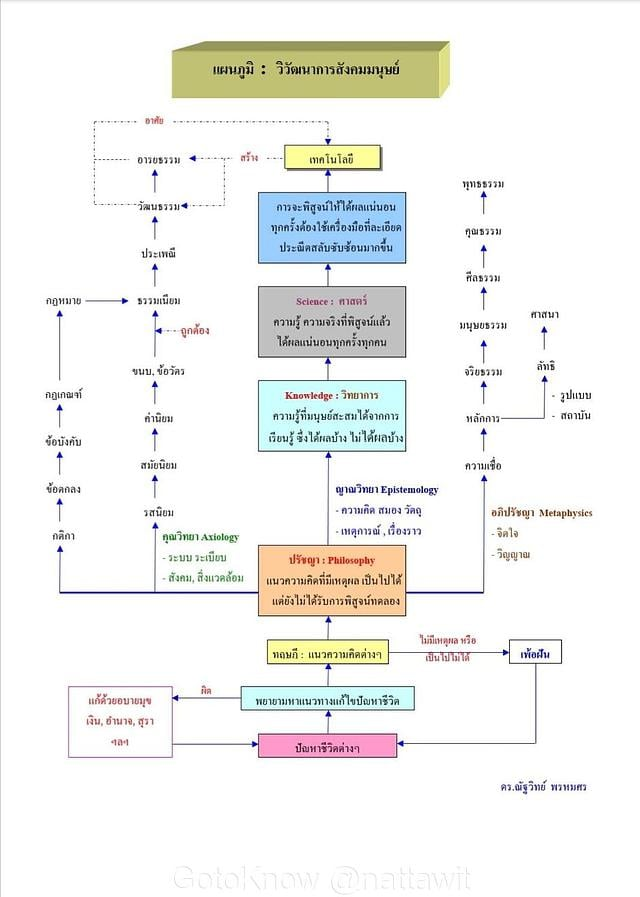 แผนภูมิ : วิวัฒนาการสังคมมนุษย์
อาศัย
อารยธรรม
สร้าง
เทคโนโลยี
พุทธธรรม
วัฒนธรรม
การจะพิสูจน์ให้ได้ผลแน่นอน
ทุกครั้งต้องใช้เครื่องมือที่ละเอียด
ประณีตสลับซับซ้อนมากขึ้น
คุณธรรม
ประเพณี
ศีลธรรม
กฎหมาย
ธรรมเนียม
Science : ศาสตร์
ความรู้ ความจริงที่พิสูจน์แล้ว
ได้ผลแน่นอนทุกครั้งทุกคน
ศาสนา
มนุษยธรรม
ถูกต้อง
ขนบ, ข้อวัตร
จริยธรรม
ลัทธิ
กฎเกณฑ์
Knowledge : วิทยาการ
ความรู้ที่มนุษย์สะสมได้จากการ
เรียนรู้ ซึ่งได้ผลบ้าง ไม่ได้ผลบ้าง
- รูปแบบ
- สถาบัน
ค่านิยม
หลักการ
ข้อบังคับ
สมัยนิยม
ความเชื่อ
ข้อตกลง
ญาณวิทยา Epistemology
- ความคิด สมอง วัตถุ
- เหตุการณ์ , เรื่องราว
รสนิยม
อภิปรัชญา Metaphysics
- จิตใจ
- วิญญาณ
กติกา
คุณวิทยา Axiology
- ระบบ ระเบียบ
- สังคม, สิ่งแวดล้อม
ปรัชญา : Philosophy
แนวความคิดที่มีเหตุผล เป็นไปได้
แต่ยังไม่ได้รับการพิสูจน์ทดลอง
ทฤษฎี : แนวความคิดต่างๆ
ไม่มีเหตุผล หรือ
เป็นไปไม่ได้
เพ้อฝัน
แก้ด้วยอบายมุข
เงิน, อำนาจ, สุรา
ฯลฯ
ผิด
พยายามหาแนวทางแก้ไขปัญหาชีวิต
ปัญหาชีวิตต่างๆ
ดร.ณัฐวิทย์ พรหมศร
GotoKnow @nattawit